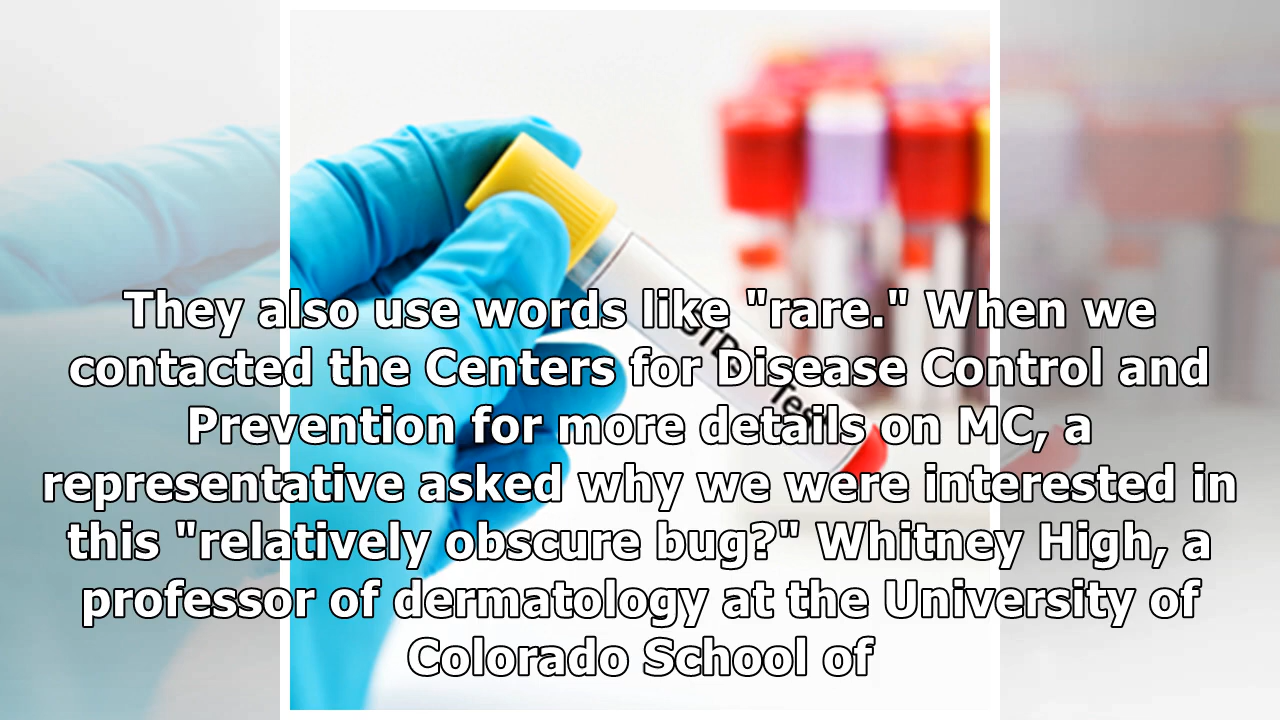 They also use words like "rare." When we
contacted the Centers for Disease Control and
Prevention for more details on MC, a
representative asked why we were interested in
this "relatively obscure bug?" Whitney High, a
professor of dermatology at the University of
Colorado School of
Test